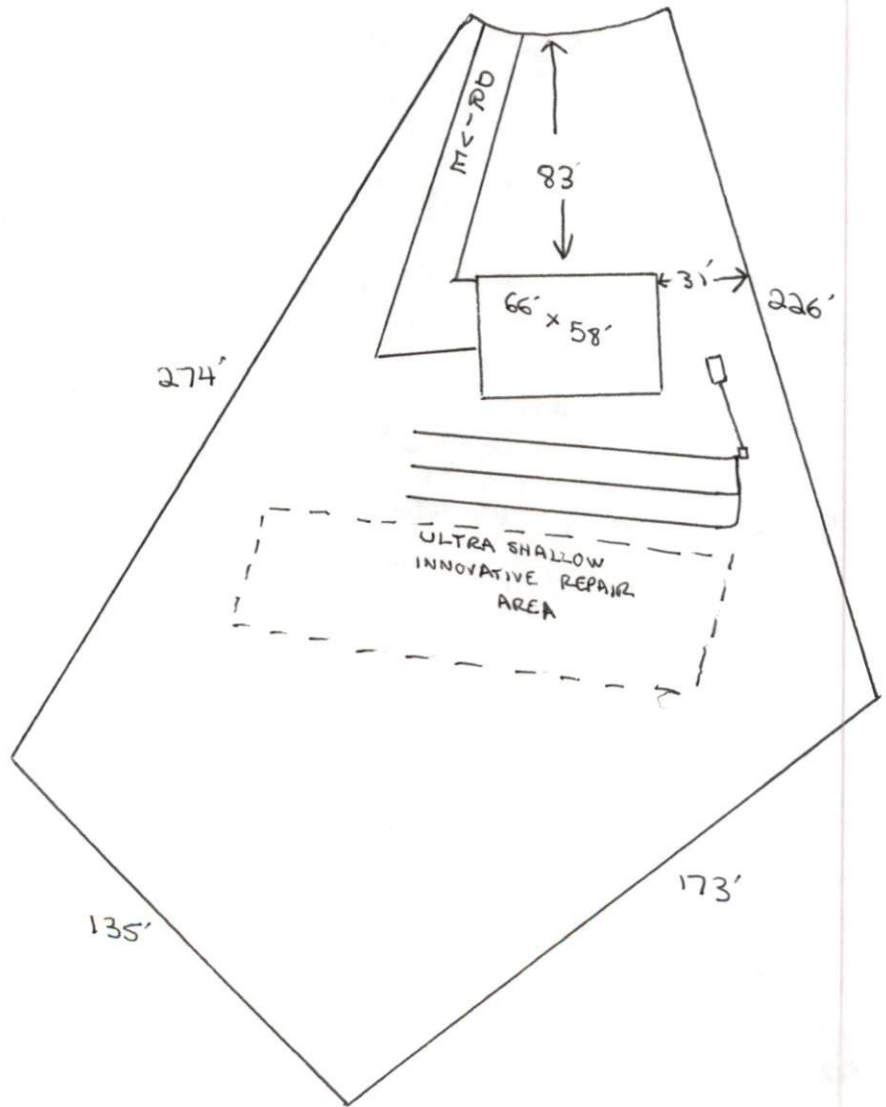 DRIVE
83'
31'
66' x 58'
226'
274'
ULTRA SHALLOW
INNOVATIVE REPAIR
AREA
173'
135'